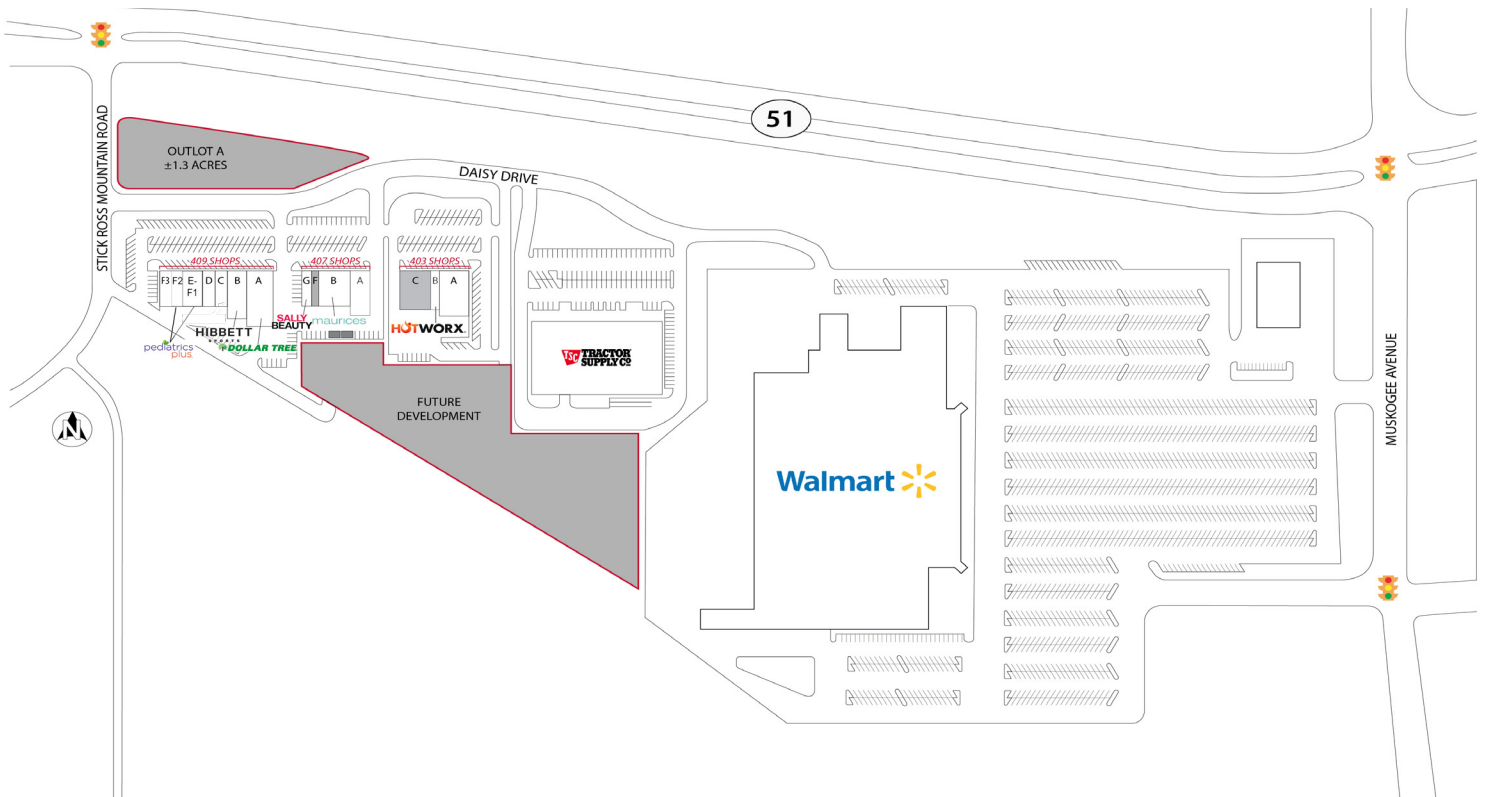 51
STICK ROSS MOUNTAIN ROAD
OUTLOT A
±1.3 ACRES
DAISY DRIVE
409 SHOPS
407 SHOPS
403 SHOPS
F3 F2 E-F1 D C B A
G F B A
C B A
SALLY
BEAUTY
maurices
HIBBETT
SPORTS
HOTWORX
pediatrics
plus
DOLLAR TREE
TSC TRACTOR
SUPPLY CO
FUTURE
DEVELOPMENT
N
Walmart
MUSKOGEE AVENUE